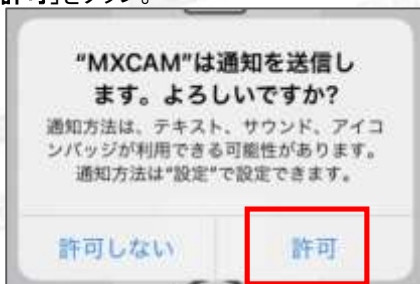 許可」をタップ。
“MXCAM”は通知を送信し
ます。よろしいですか?
通知方法は、テキスト、サウンド、アイコ
ンバッジが利用できる可能性があります。
通知方法は“設定”で設定できます。
許可しない 許可